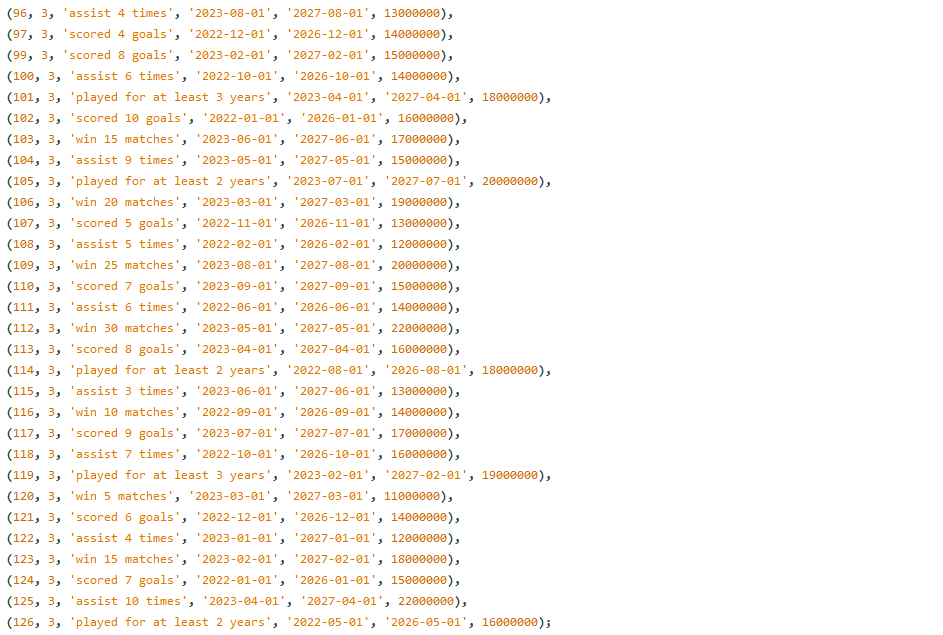 (96, 3, 'assist 4 times', '2023-08-01', '2027-08-01', 13000000),
(97, 3, 'scored 4 goals', '2022-12-01', '2026-12-01', 14000000),
(99, 3, 'scored 8 goals', '2023-02-01', '2027-02-01', 15000000),
(100, 3, 'assist 6 times', '2022-10-01', '2026-10-01', 14000000),
(101, 3, 'played for at least 3 years', '2023-04-01', '2027-04-01', 18000000),
(102, 3, 'scored 10 goals', '2022-01-01', '2026-01-01', 16000000),
(103, 3, 'win 15 matches', '2023-06-01', '2027-06-01', 17000000),
(104, 3, 'assist 9 times', '2023-05-01', '2027-05-01', 15000000),
(105, 3, 'played for at least 2 years', '2023-07-01', '2027-07-01', 20000000),
(106, 3, 'win 20 matches', '2023-03-01', '2027-03-01', 19000000),
(107, 3, 'scored 5 goals', '2022-11-01', '2026-11-01', 13000000),
(108, 3, 'assist 5 times', '2022-02-01', '2026-02-01', 12000000),
(109, 3, 'win 25 matches', '2023-08-01', '2027-08-01', 20000000),
(110, 3, 'scored 7 goals', '2023-09-01', '2027-09-01', 15000000),
(111, 3, 'assist 6 times', '2022-06-01', '2026-06-01', 14000000),
(112, 3, 'win 30 matches', '2023-05-01', '2027-05-01', 22000000),
(113, 3, 'scored 8 goals', '2023-04-01', '2027-04-01', 16000000),
(114, 3, 'played for at least 2 years', '2022-08-01', '2026-08-01', 18000000),
(115, 3, 'assist 3 times', '2023-06-01', '2027-06-01', 13000000),
(116, 3, 'win 10 matches', '2022-09-01', '2026-09-01', 14000000),
(117, 3, 'scored 9 goals', '2023-07-01', '2027-07-01', 17000000),
(118, 3, 'assist 7 times', '2022-10-01', '2026-10-01', 16000000),
(119, 3, 'played for at least 3 years', '2023-02-01', '2027-02-01', 19000000),
(120, 3, 'win 5 matches', '2023-03-01', '2027-03-01', 11000000),
(121, 3, 'scored 6 goals', '2022-12-01', '2026-12-01', 14000000),
(122, 3, 'assist 4 times', '2023-01-01', '2027-01-01', 12000000),
(123, 3, 'win 15 matches', '2023-02-01', '2027-02-01', 18000000),
(124, 3, 'scored 7 goals', '2022-01-01', '2026-01-01', 15000000),
(125, 3, 'assist 10 times', '2023-04-01', '2027-04-01', 22000000),
(126, 3, 'played for at least 2 years', '2022-05-01', '2026-05-01', 16000000);